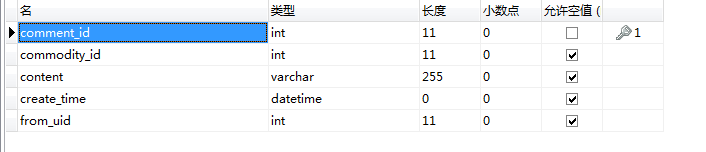 名 类型 长度 小数点 允许空值 (
comment_id int 11 0 1
commodity_id int 11 0
content varchar 255 0
create_time datetime 0 0
from_uid int 11 0